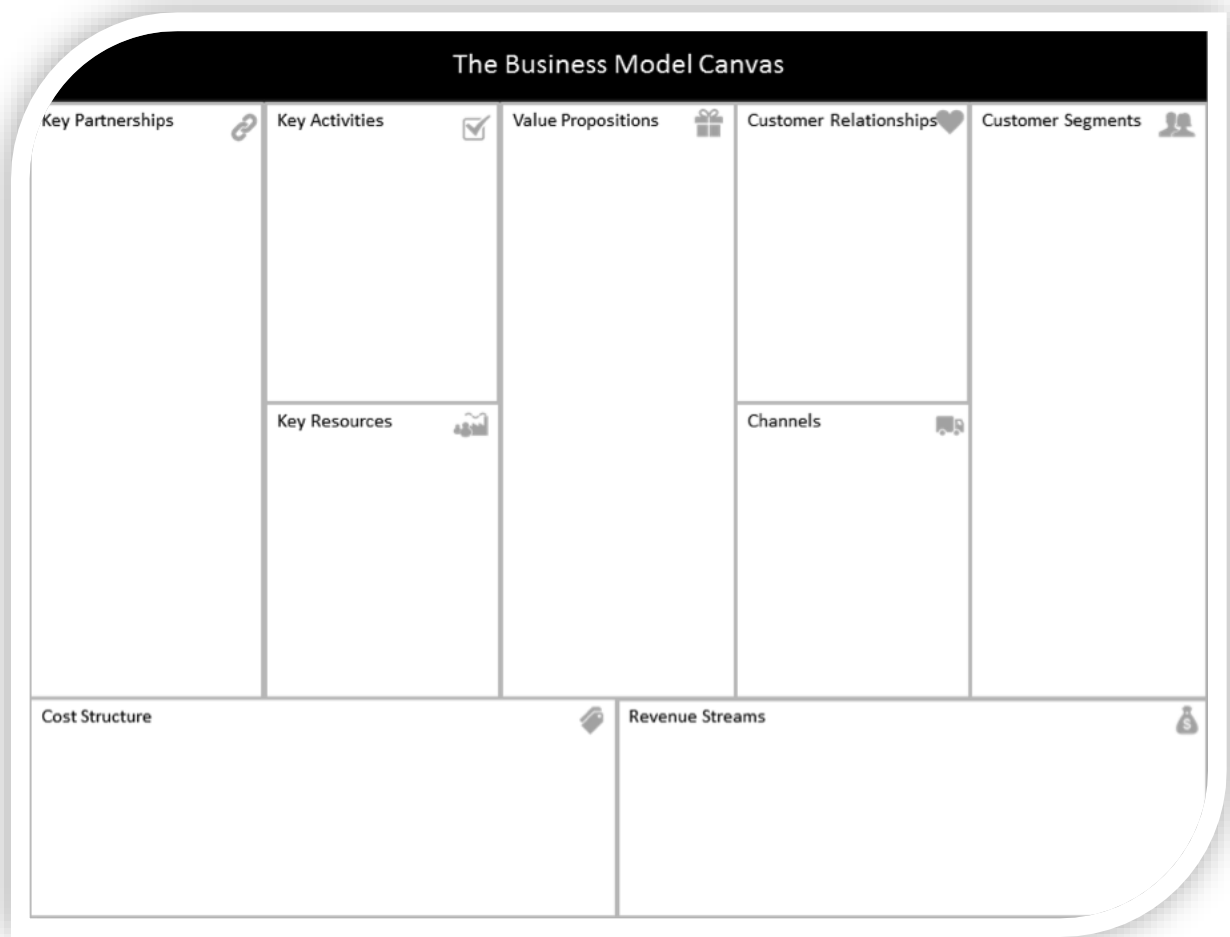 The Business Model Canvas
Key Partnerships
Key Activities
Value Propositions
Customer Relationships
Customer Segments
Key Resources
Channels
Cost Structure
Revenue Streams
$